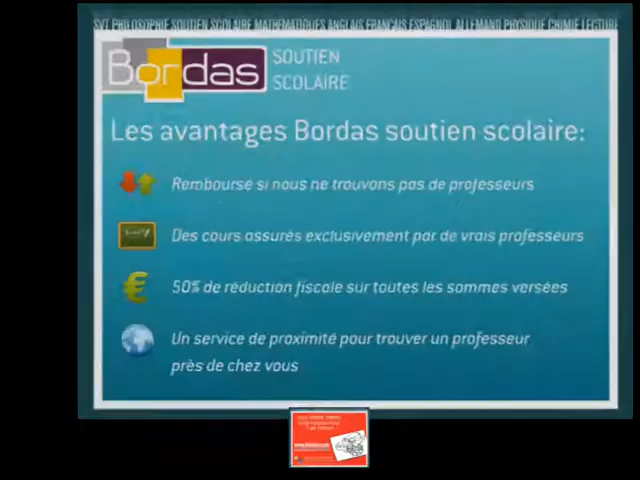 SVT PHILOSOPHIE SOUTIEN SCOLAIRE MATHEMATIQUES ANGLAIS FRANÇAIS ESPAGNOL ALLEMAND PHYSIQUE CHIMIE LECTURE
Bordas SOUTIEN SCOLAIRE
Les avantages Bordas soutien scolaire:
Remboursé si nous ne trouvons pas de professeurs
Des cours assurés exclusivement par de vrais professeurs
50% de réduction fiscale sur toutes les sommes versées
Un service de proximité pour trouver un professeur
près de chez vous